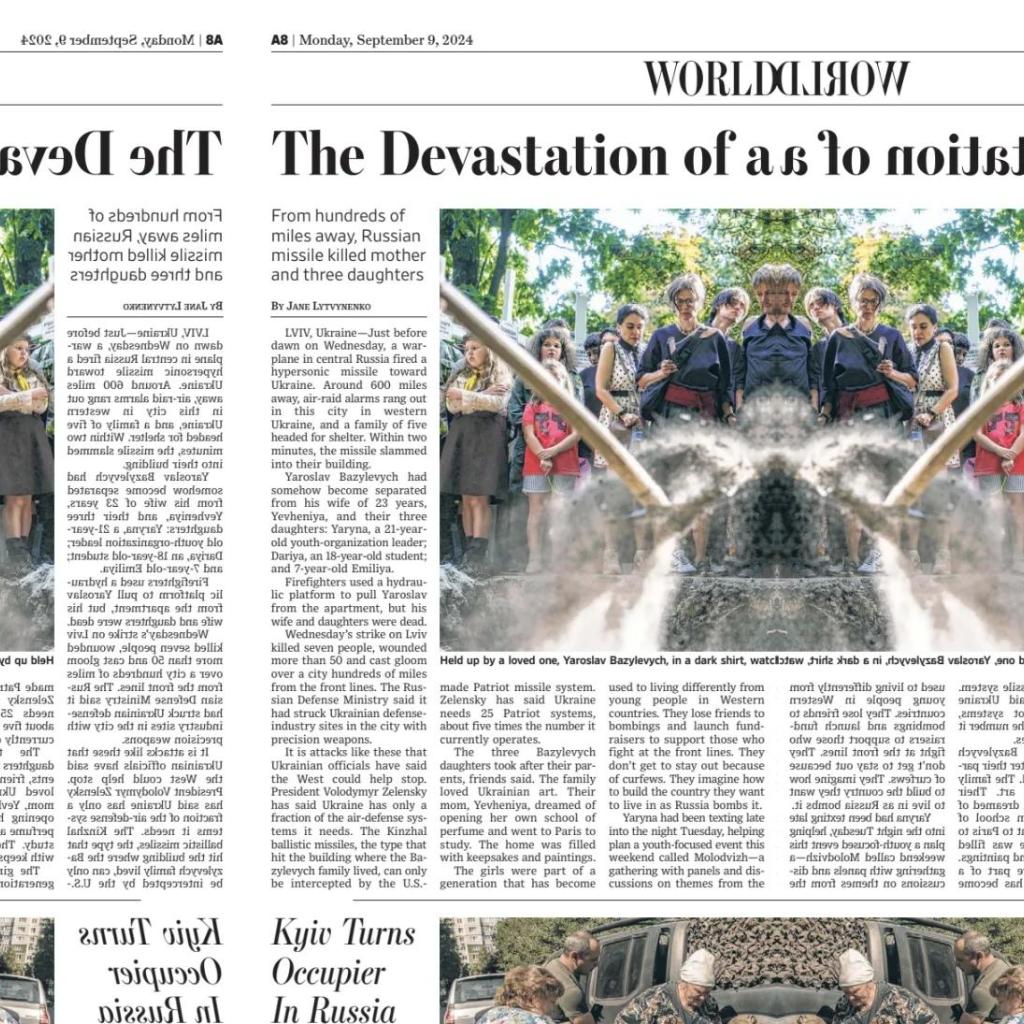 A8 | Monday, September 9, 2024
WORLD
The Devastation of a
From hundreds of
miles away, Russian
missile killed mother
and three daughters
BY JANE LYTVYNENKO
LVIV, Ukraine—Just before
dawn on Wednesday, a war-
plane in central Russia fired a
hypersonic missile toward
Ukraine. Around 600 miles
away, air-raid alarms rang out
in this city in western
Ukraine, and a family of five
headed for shelter. Within two
minutes, the missile slammed
into their building.
Yaroslav Bazylevych had
somehow become separated
from his wife of 23 years,
Yevheniya, and their three
daughters: Yaryna, a 21-year-
old youth-organization leader;
Dariya, an 18-year-old student;
and 7-year-old Emiliya.
Firefighters used a hydrau-
lic platform to pull Yaroslav
from the apartment, but his
wife and daughters were dead.
Wednesday's strike on Lviv
killed seven people, wounded
more than 50 and cast gloom
over a city hundreds of miles
from the front lines. The Rus-
sian Defense Ministry said it
had struck Ukrainian defense-
industry sites in the city with
precision weapons.
It is attacks like these that
Ukrainian officials have said
the West could help stop.
President Volodymyr Zelensky
has said Ukraine has only a
fraction of the air-defense sys-
tems it needs. The Kinzhal
ballistic missiles, the type that
hit the building where the Ba-
zylevych family lived, can only
be intercepted by the U.S.-
Held up by a loved one, Yaroslav Bazylevych, in a dark shirt, watc
made Patriot missile system.
Zelensky has said Ukraine
needs 25 Patriot systems,
about five times the number it
currently operates.
The three Bazylevych
daughters took after their par-
ents, friends said. The family
loved Ukrainian art. Their
mom, Yevheniya, dreamed of
opening her own school of
perfume and went to Paris to
study. The home was filled
with keepsakes and paintings.
The girls were part of a
generation that has become
used to living differently from
young people in Western
countries. They lose friends to
bombings and launch fund-
raisers to support those who
fight at the front lines. They
don't get to stay out because
of curfews. They imagine how
to build the country they want
to live in as Russia bombs it.
Yaryna had been texting late
into the night Tuesday, helping
plan a youth-focused event this
weekend called Molodvizh—a
gathering with panels and dis-
cussions on themes from the
Kyiv Turns
Occupier
In Russia